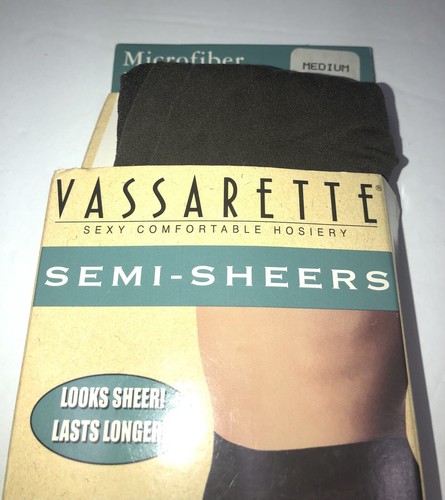 Microfiber
MEDIUM
VASSARETTE®
SEXY COMFORTABLE HOSIERY
SEMI-SHEERS
LOOKS SHEER!
LASTS LONGER